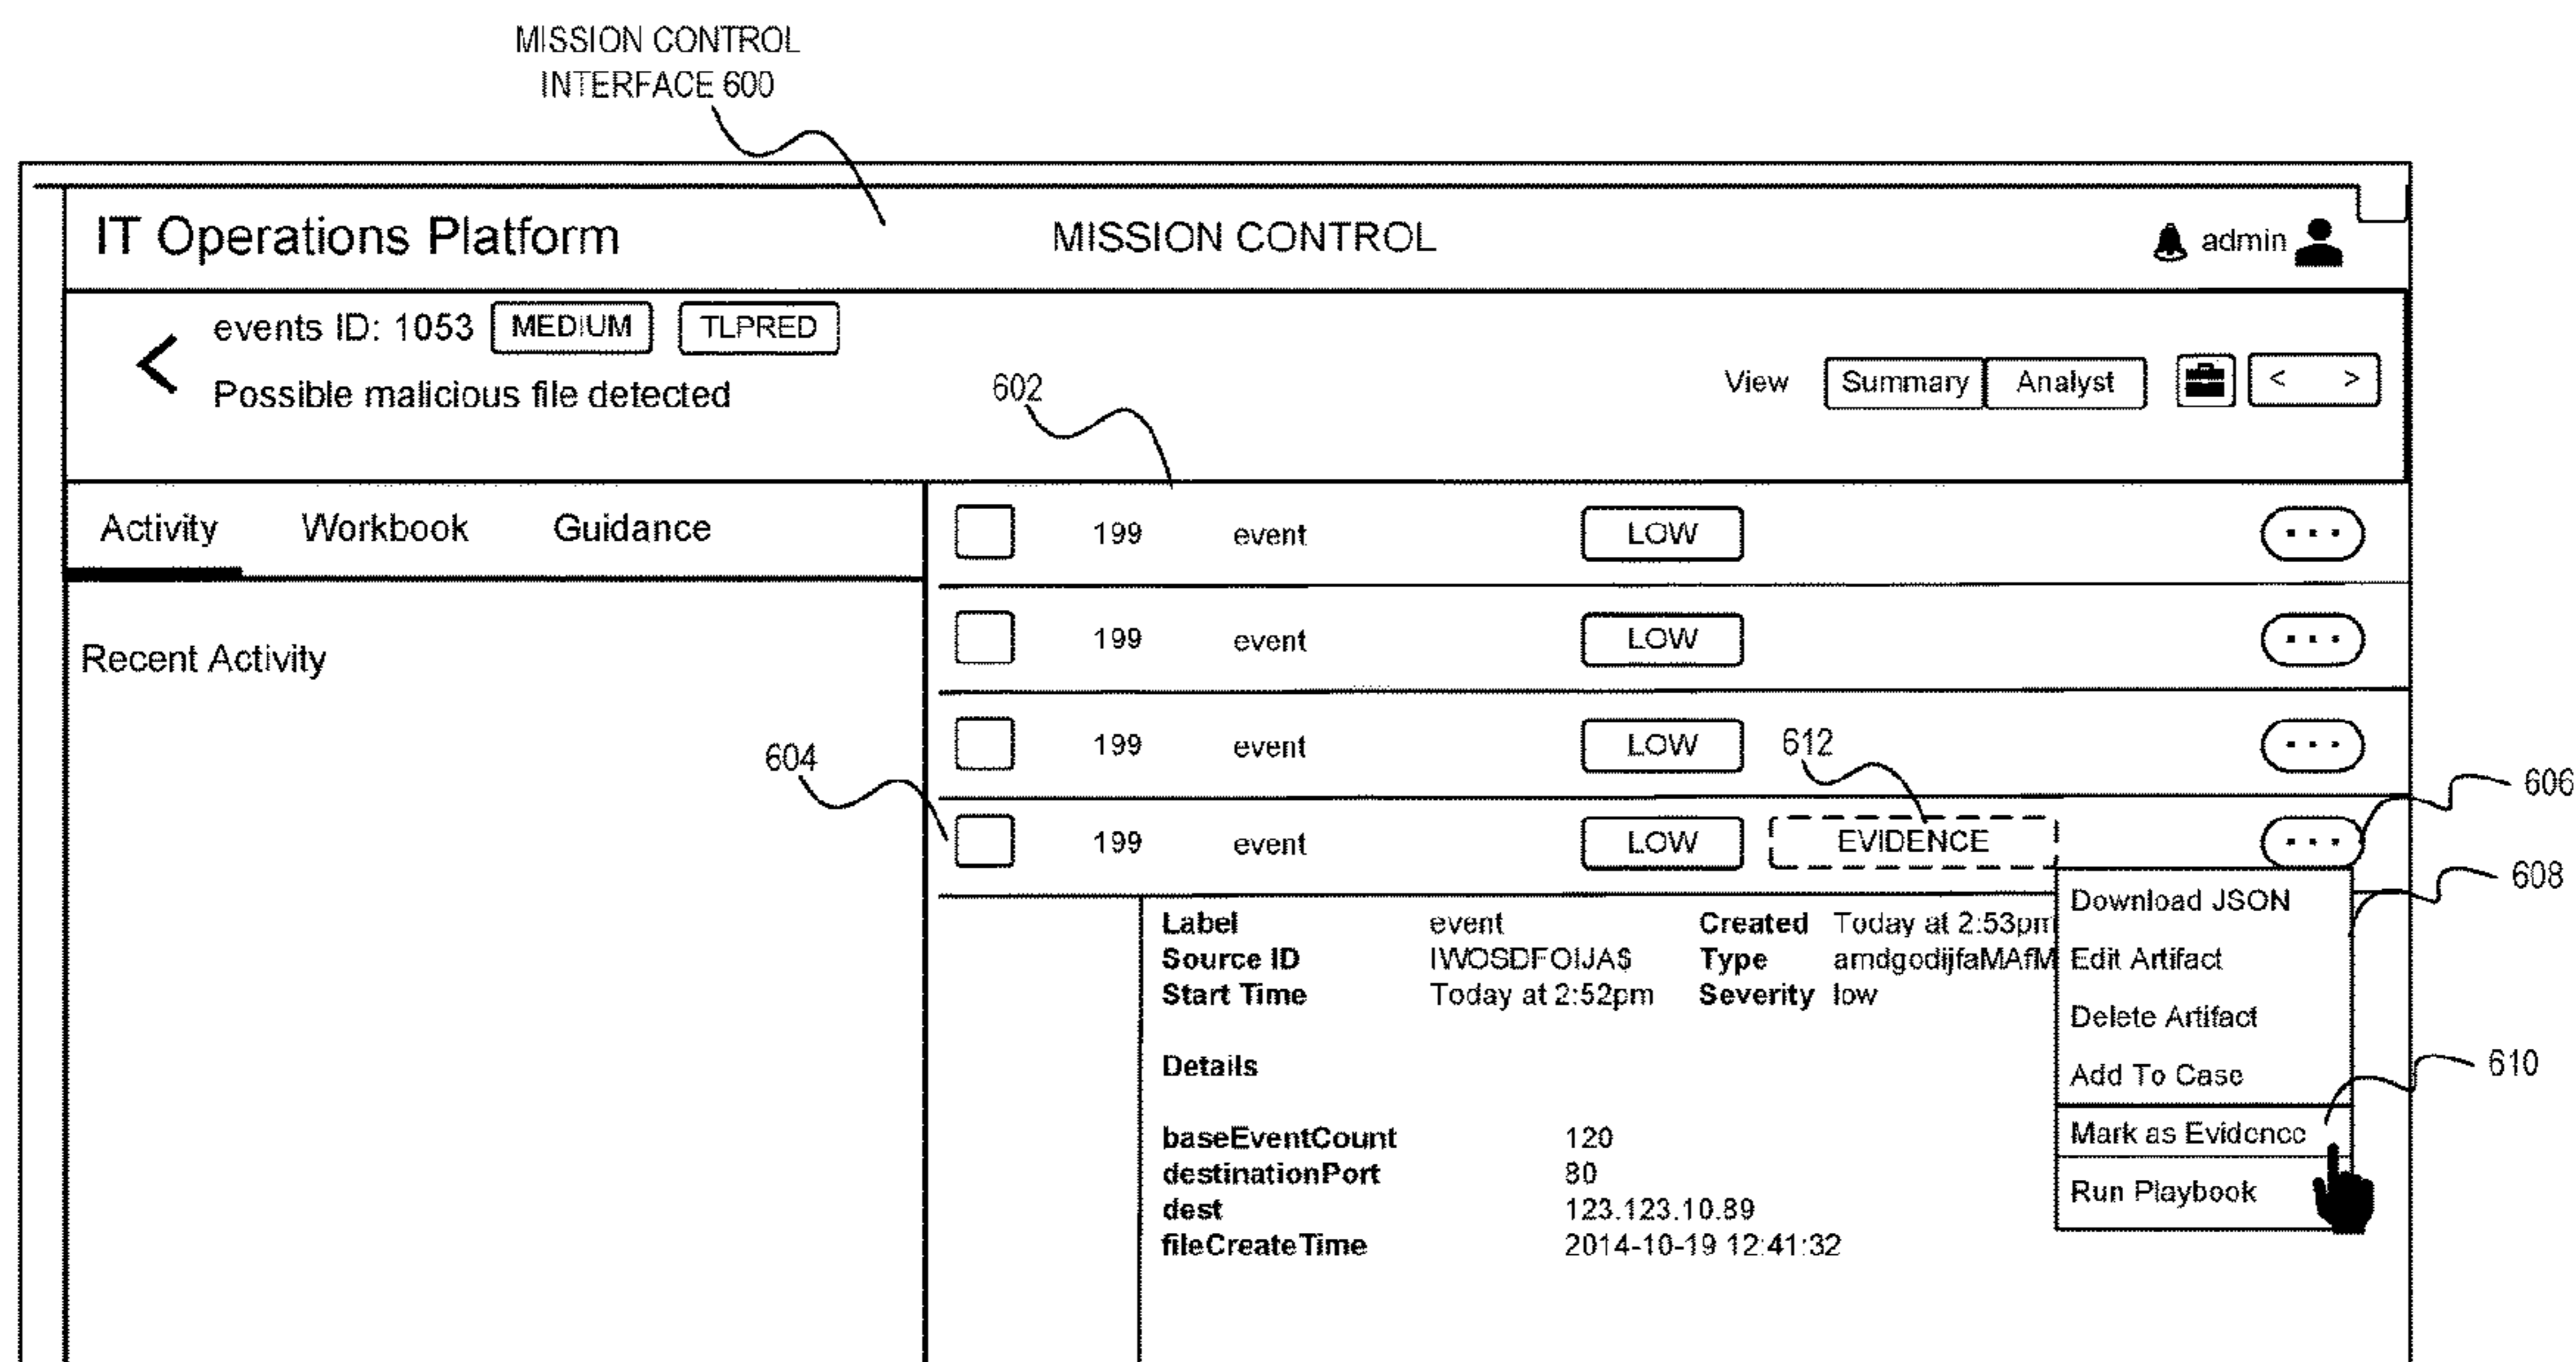 MISSION CONTROL
INTERFACE 600
IT Operations Platform MISSION CONTROL admin
events ID: 1053 MEDIUM TLPRED
Possible malicious file detected
View Summary Analyst < >
602
Activity Workbook Guidance
199 event LOW ...
Recent Activity
199 event LOW ...
199 event LOW ...
604
612
606
199 event LOW EVIDENCE ...
608
Download JSON
Edit Artifact
Delete Artifact
Add To Case
Mark as Evidence
Run Playbook
610
Label event Created Today at 2:53pm
Source ID IWOSDFOIJA$ Type amdgodijfaMAfM
Start Time Today at 2:52pm Severity low
Details
baseEventCount 120
destinationPort 80
dest 123.123.10.89
fileCreateTime 2014-10-19 12:41:32